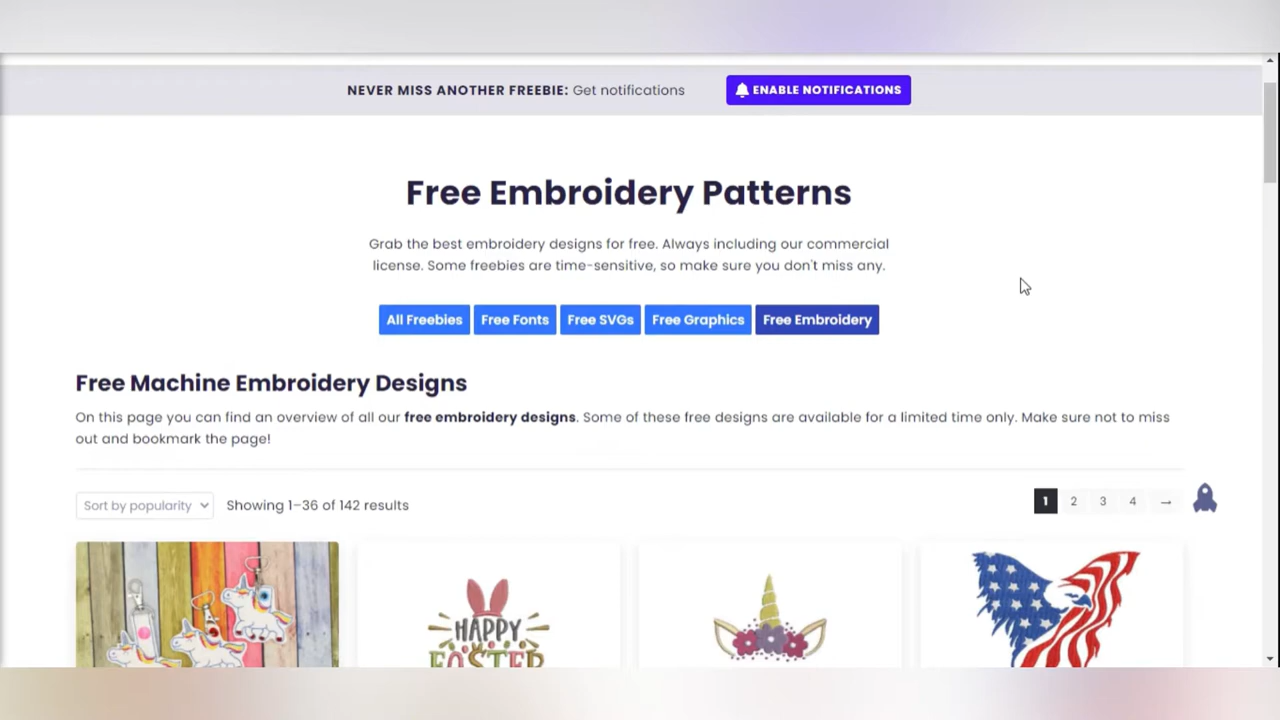 NEVER MISS ANOTHER FREEBIE: Get notifications
ENABLE NOTIFICATIONS
Free Embroidery Patterns
Grab the best embroidery designs for free. Always including our commercial
license. Some freebies are time-sensitive, so make sure you don't miss any.
All Freebies Free Fonts Free SVGs Free Graphics Free Embroidery
Free Machine Embroidery Designs
On this page you can find an overview of all our free embroidery designs. Some of these free designs are available for a limited time only. Make sure not to miss
out and bookmark the page!
Sort by popularity Showing 1–36 of 142 results
1 2 3 4 →
HAPPY
EASTER